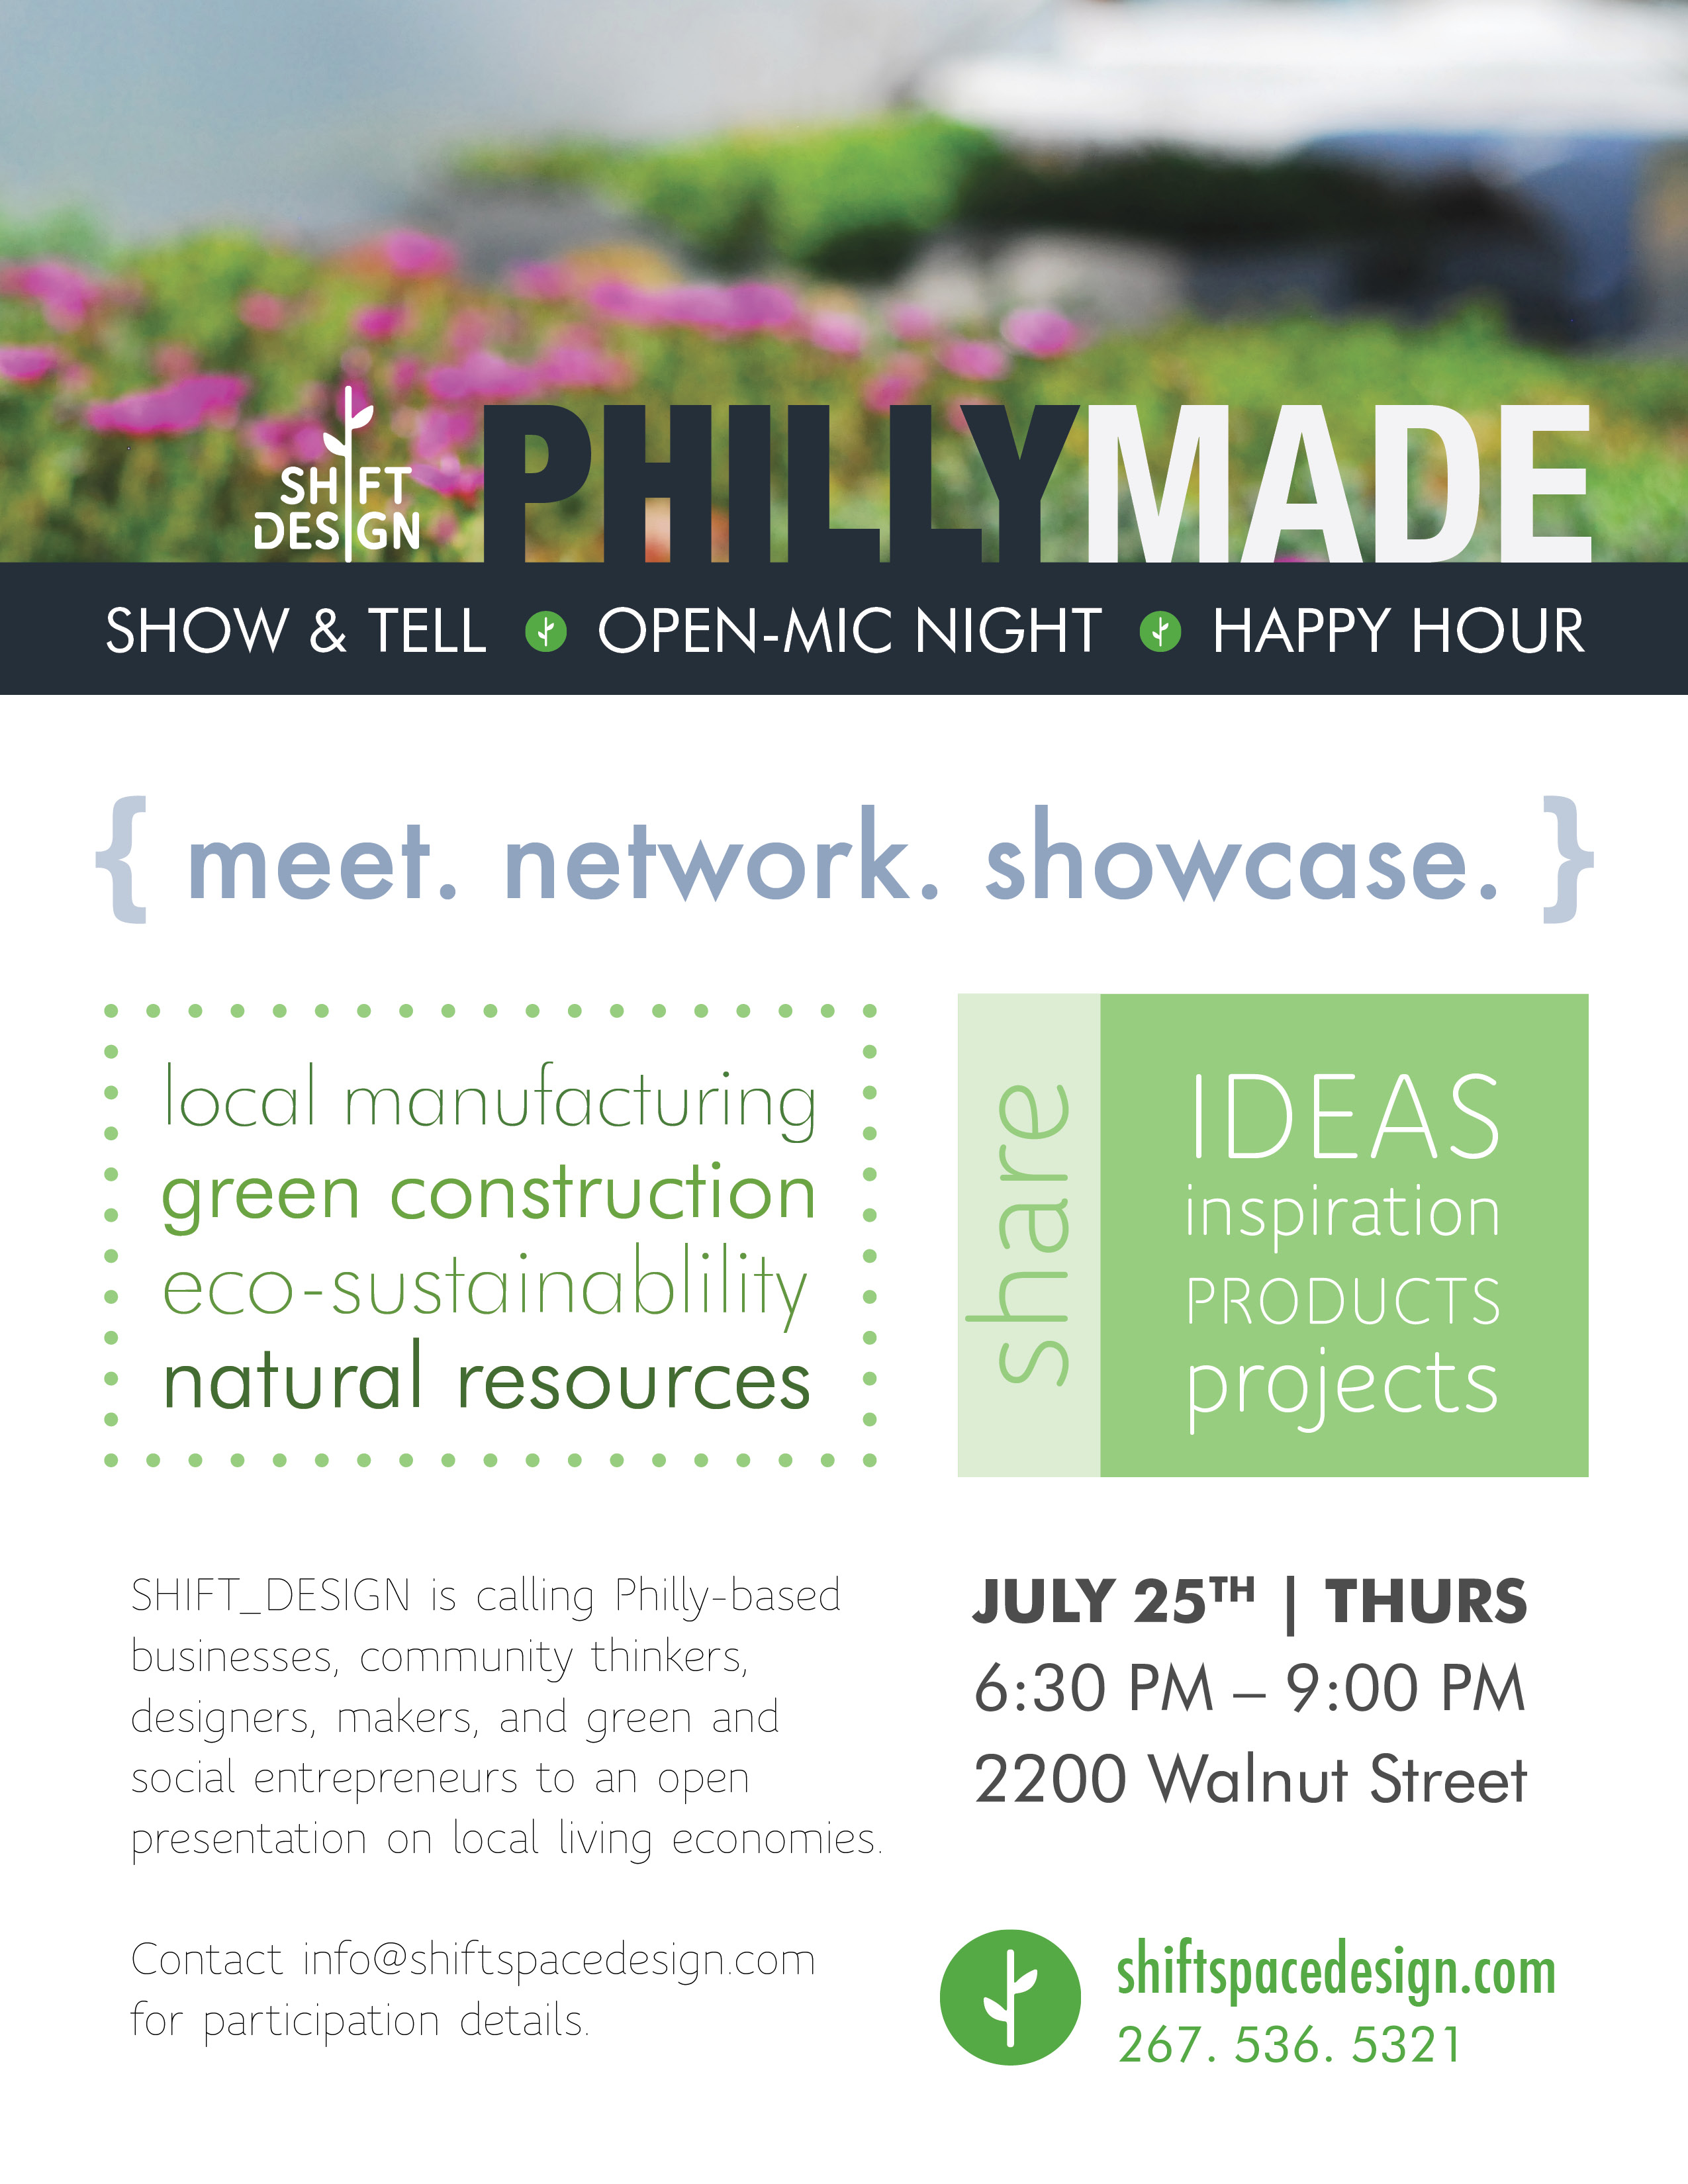 SHIFT
DESIGN
PHILLYMADE
SHOW & TELL OPEN-MIC NIGHT HAPPY HOUR
{ meet. network. showcase. }
local manufacturing
green construction
eco-sustainablility
natural resources
share
IDEAS
inspiration
PRODUCTS
projects
SHIFT_DESIGN is calling Philly-based
businesses, community thinkers,
designers, makers, and green and
social entrepreneurs to an open
presentation on local living economies.
Contact info@shiftspacedesign.com
for participation details.
JULY 25TH | THURS
6:30 PM – 9:00 PM
2200 Walnut Street
shiftspacedesign.com
267. 536. 5321